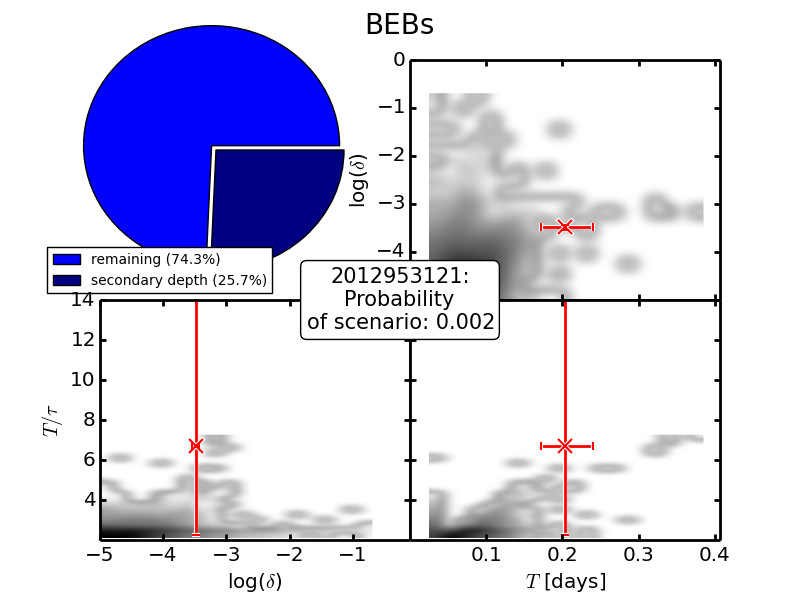 BEBs
remaining (74.3%)
secondary depth (25.7%)
0
−1
−2
−3
−4
log(δ)
2012953121:
Probability
of scenario: 0.002
14
12
10
8
6
4
T/τ
−5 −4 −3 −2 −1
log(δ)
0.1 0.2 0.3 0.4
T [days]